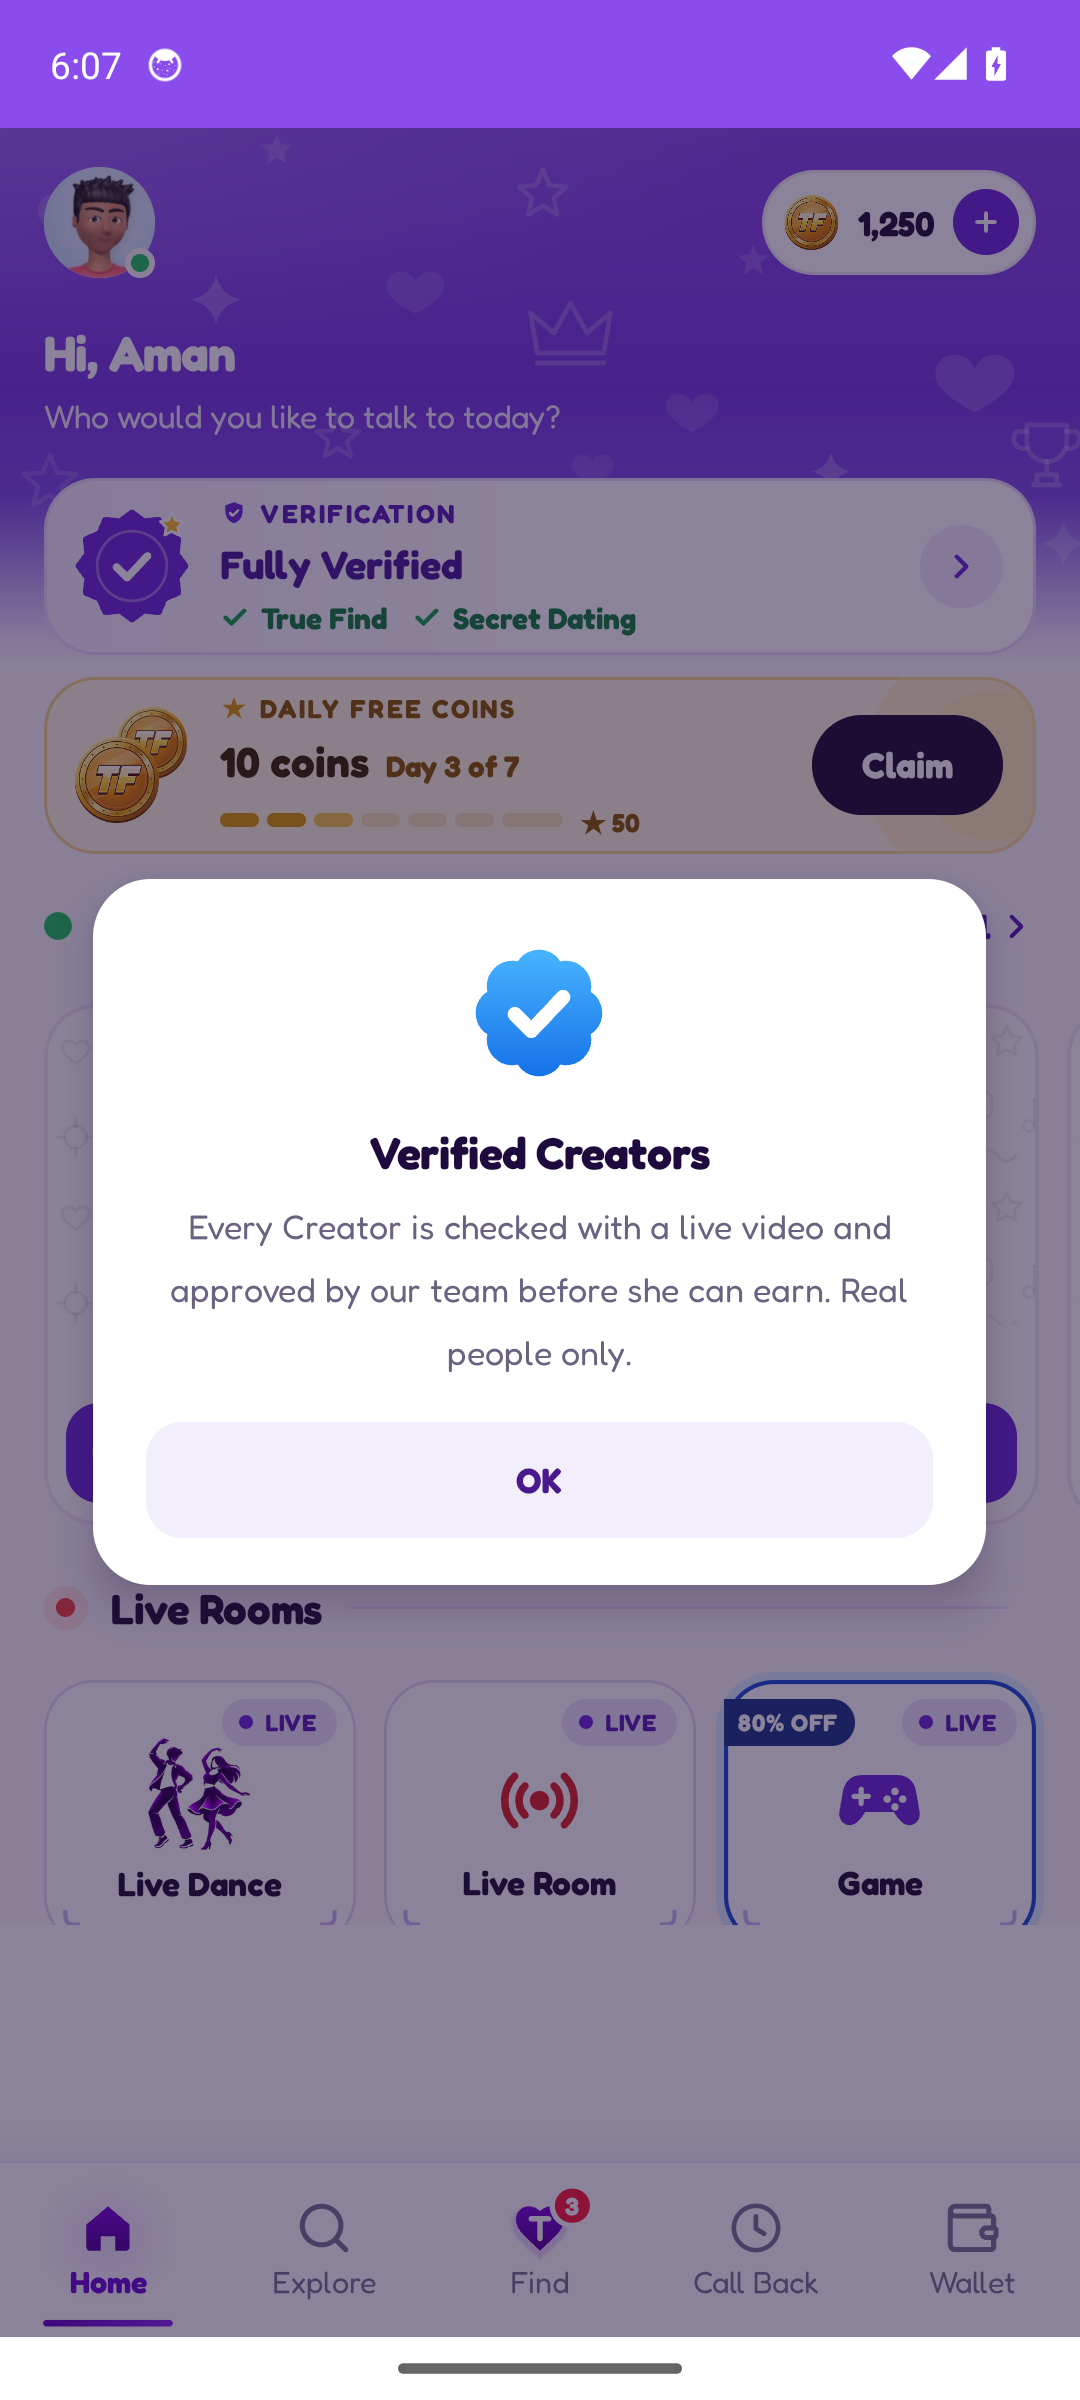 6:07
1,250
Hi, Aman
Who would you like to talk to today?
VERIFICATION
Fully Verified
True Find Secret Dating
DAILY FREE COINS
10 coins Day 3 of 7
Claim
50
Verified Creators
Every Creator is checked with a live video and
approved by our team before she can earn. Real
people only.
OK
Live Rooms
LIVE
LIVE
80% OFF
LIVE
Live Dance
Live Room
Game
3
Home
Explore
Find
Call Back
Wallet